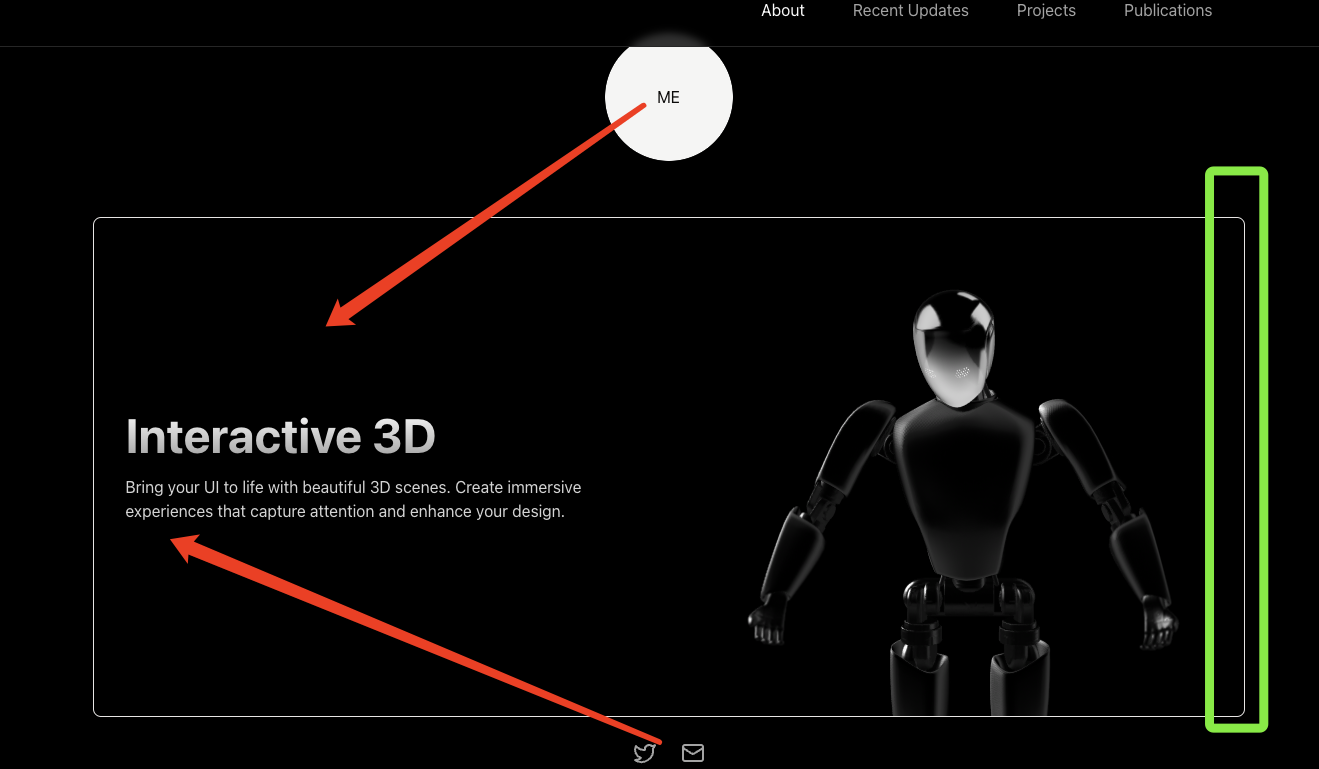 About
Recent Updates
Projects
Publications
ME
Interactive 3D
Bring your UI to life with beautiful 3D scenes. Create immersive
experiences that capture attention and enhance your design.